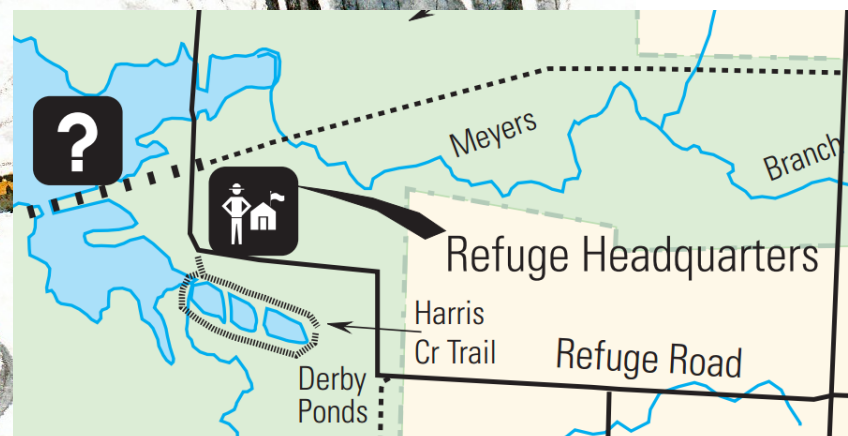 ?
Meyers
Branch
Refuge Headquarters
Harris
Cr Trail
Refuge Road
Derby
Ponds